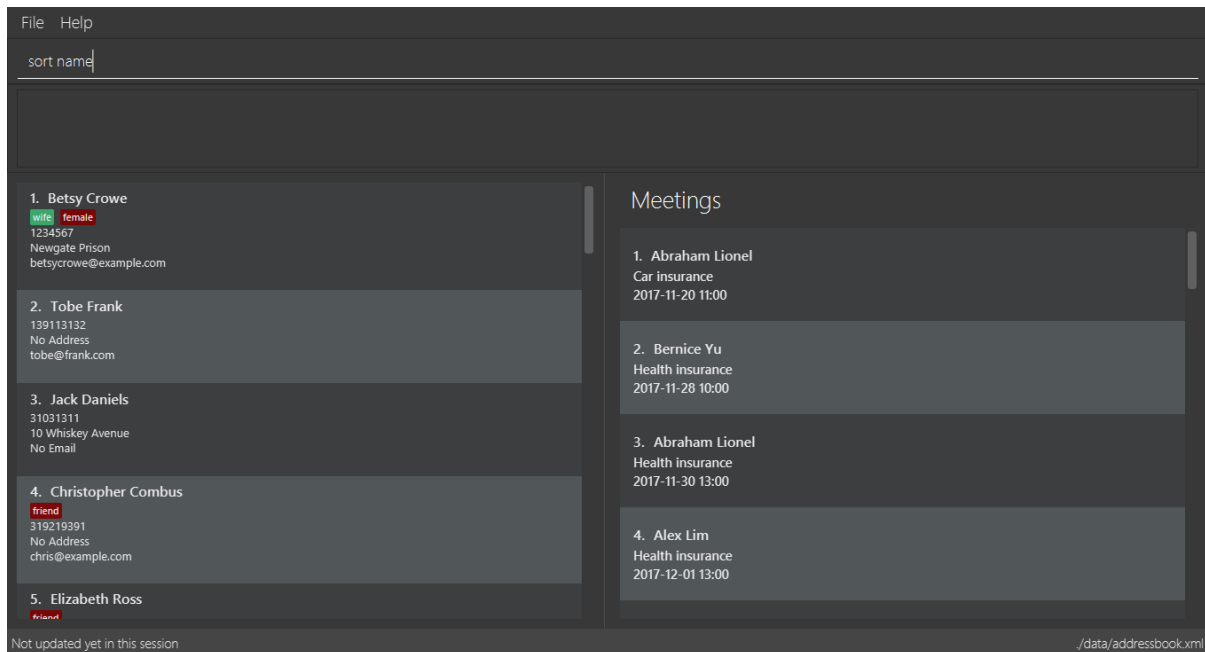 File Help
sort name
1. Betsy Crowe
wife female
1234567
Newgate Prison
betsycrowe@example.com
2. Tobe Frank
139113132
No Address
tobe@frank.com
3. Jack Daniels
31031311
10 Whiskey Avenue
No Email
4. Christopher Combus
friend
319219391
No Address
chris@example.com
5. Elizabeth Ross
friend
Meetings
1. Abraham Lionel
Car insurance
2017-11-20 11:00
2. Bernice Yu
Health insurance
2017-11-28 10:00
3. Abraham Lionel
Health insurance
2017-11-30 13:00
4. Alex Lim
Health insurance
2017-12-01 13:00
Not updated yet in this session
./data/addressbook.xml